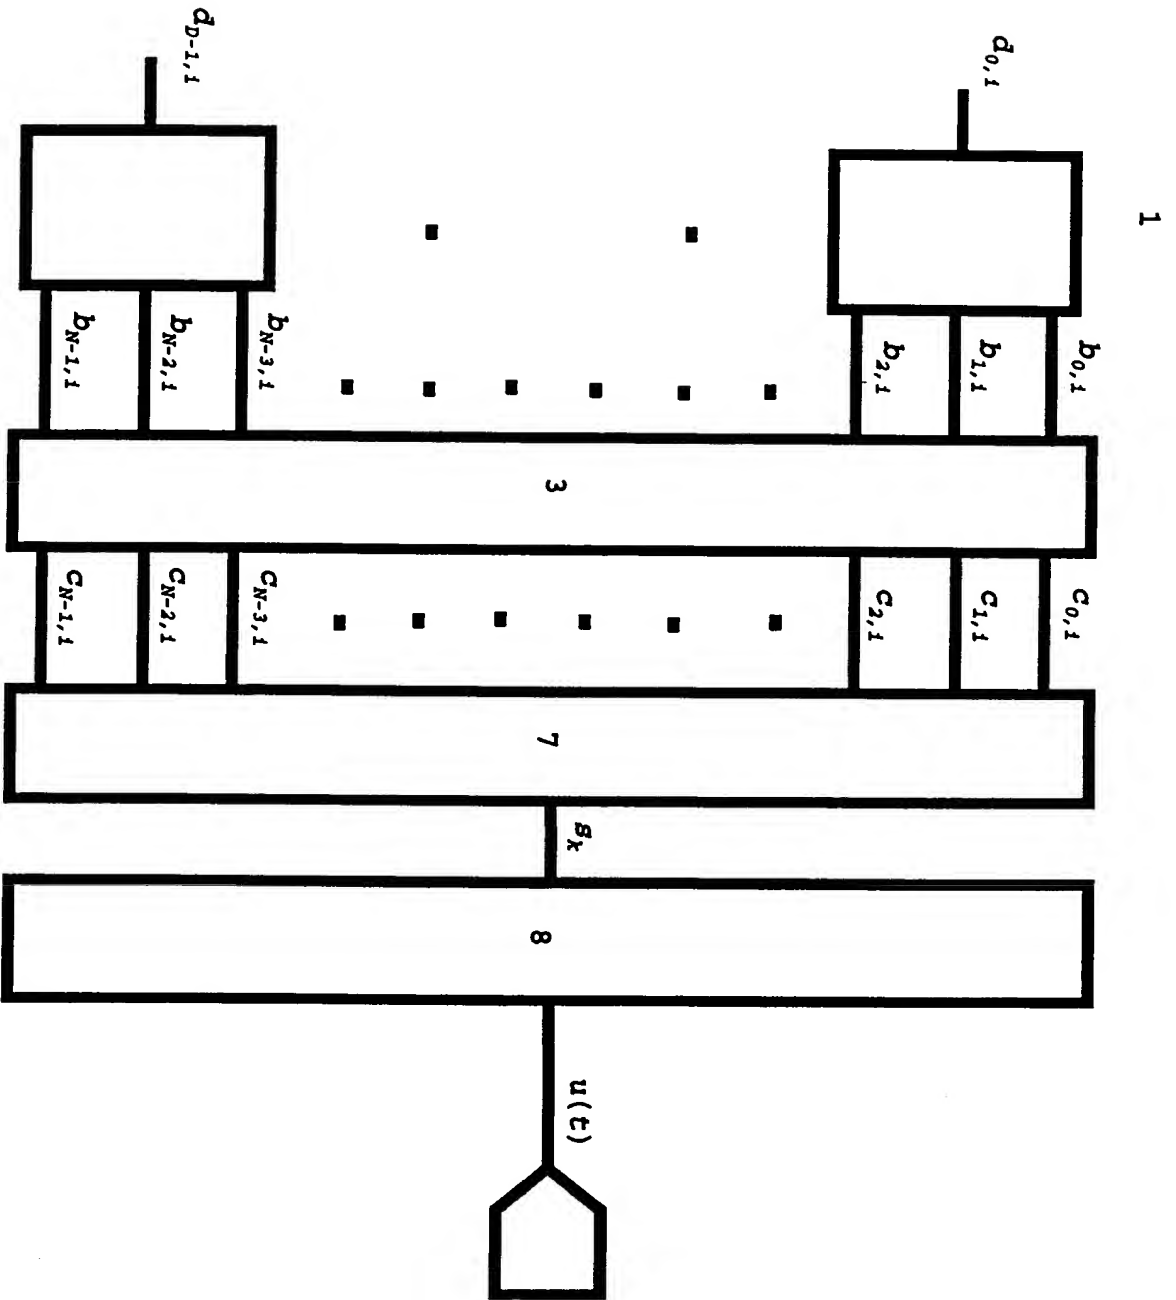 1
b0,1
c0,1
d0,1
b1,1
c1,1
b2,1
c2,1
sk
u(t)
3
7
8
bN-3,1
cN-3,1
dD-1,1
bN-2,1
cN-2,1
bN-1,1
cN-1,1